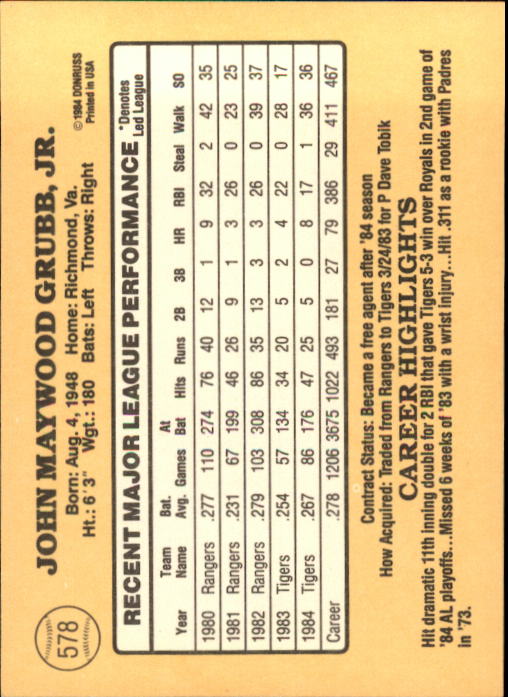 578
JOHN MAYWOOD GRUBB, JR.
Born: Aug. 4, 1948 Home: Richmond, Va.
Ht.: 6'3" Wgt.: 180 Bats: Left Throws: Right
©1984 DONRUSS
Printed in USA
RECENT MAJOR LEAGUE PERFORMANCE *Denotes
Led League
Year Team Name Bat. Avg. Games At Bat Hits Runs 2B 3B HR RBI Steal Walk SO
1980 Rangers .277 110 274 76 40 12 1 9 32 2 42 35
1981 Rangers .231 67 199 46 26 9 1 3 26 0 23 25
1982 Rangers .279 103 308 86 35 13 3 3 26 0 39 37
1983 Tigers .254 57 134 34 20 5 2 4 22 0 28 17
1984 Tigers .267 86 176 47 25 5 0 8 17 1 36 36
Career .278 1206 3675 1022 493 181 27 79 386 29 411 467
Contract Status: Became a free agent after '84 season
How Acquired: Traded from Rangers to Tigers 3/24/83 for P Dave Tobik
CAREER HIGHLIGHTS
Hit dramatic 11th inning double for 2 RBI that gave Tigers 5-3 win over Royals in 2nd game of
'84 AL playoffs...Missed 6 weeks of '83 with a wrist injury...Hit .311 as a rookie with Padres
in '73.